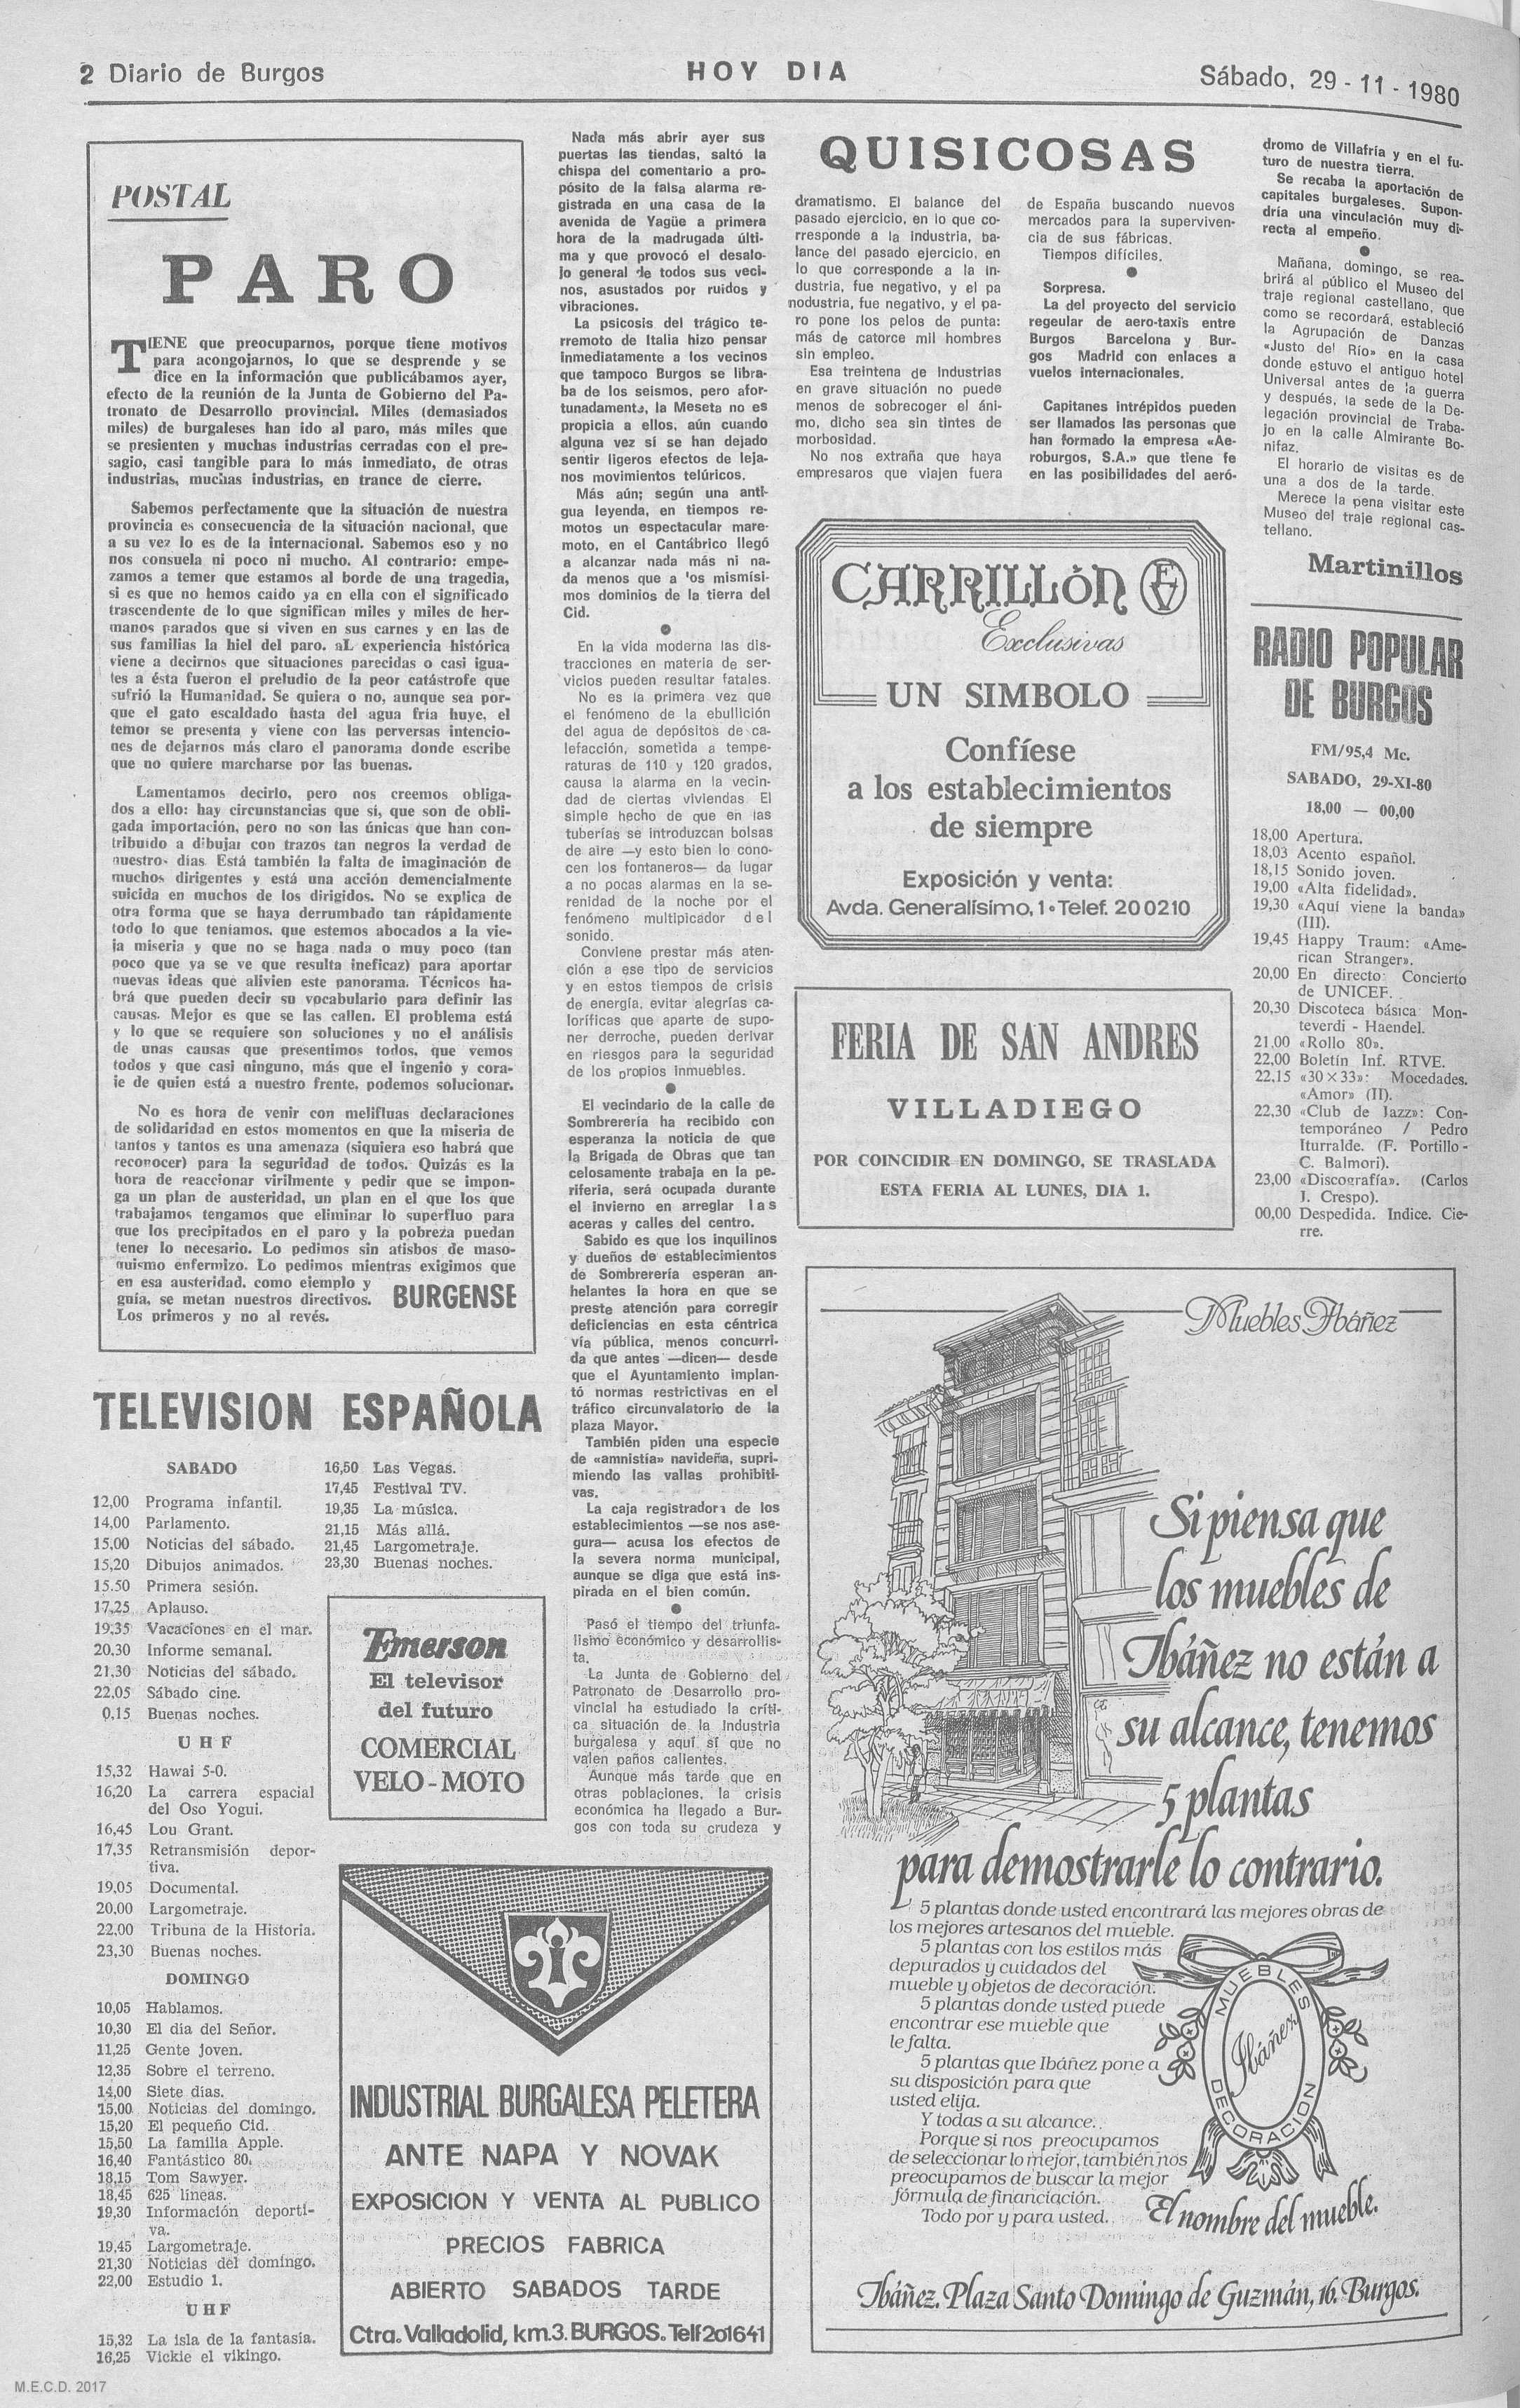 2 Diario de Burgos
HOY DIA
Sábado, 29 - 11 - 1980
POSTAL
PARO
TIENE que preocuparnos, porque tiene motivos
para acongojarnos, lo que se desprende y se
dice en la información que publicábamos ayer,
efecto de la reunión de la Junta de Gobierno del Pa-
tronato de Desarrollo provincial. Miles (demasiados
miles) de burgaleses han ido al paro, más miles que
se presienten y muchas industrias cerradas con el pre-
sagio, casi tangible para lo más inmediato, de otras
industrias, muchas industrias, en trance de cierre.
Sabemos perfectamente que la situación de nuestra
provincia es consecuencia de la situación nacional, que
a su vez lo es de la internacional. Sabemos eso y no
nos consuela ni poco ni mucho. Al contrario: empe-
zamos a temer que estamos al borde de una tragedia,
si es que no hemos caído ya en ella con el significado
trascendente de lo que significan miles y miles de her-
manos parados que sí viven en sus carnes y en las de
sus familias la hiel del paro. aL experiencia histórica
viene a decirnos que situaciones parecidas o casi igua-
les a ésta fueron el preludio de la peor catástrofe que
sufrió la Humanidad. Se quiera o no, aunque sea por-
que el gato escaldado hasta del agua fría huye, el
temor se presenta y viene con las perversas intencio-
nes de dejarnos más claro el panorama donde escribe
que no quiere marcharse por las buenas.
Lamentamos decirlo, pero nos creemos obliga-
dos a ello: hay circunstancias que sí, que son de obli-
gada importación, pero no son las únicas que han con-
tribuido a dibujar con trazos tan negros la verdad de
nuestros días. Está también la falta de imaginación de
muchos dirigentes y está una acción demencialmente
suicida en muchos de los dirigidos. No se explica de
otra forma que se haya derrumbado tan rápidamente
todo lo que teníamos, que estemos abocados a la vie-
ja miseria y que no se haga nada o muy poco (tan
poco que ya se ve que resulta ineficaz) para aportar
nuevas ideas que alivien este panorama. Técnicos ha-
brá que pueden decir su vocabulario para definir las
causas. Mejor es que se las callen. El problema está
y lo que se requiere son soluciones y no el análisis
de unas causas que presentimos todos, que vemos
todos y que casi ninguno, más que el ingenio y cora-
je de quien está a nuestro frente, podemos solucionar.
No es hora de venir con melifluas declaraciones
de solidaridad en estos momentos en que la miseria de
tantos y tantos es una amenaza (siquiera eso habrá que
reconocer) para la seguridad de todos. Quizás es la
hora de reaccionar virilmente y pedir que se impon-
ga un plan de austeridad, un plan en el que los que
trabajamos tengamos que eliminar lo superfluo para
que los precipitados en el paro y la pobreza puedan
tener lo necesario. Lo pedimos sin atisbos de maso-
quismo enfermizo. Lo pedimos mientras exigimos que
en esa austeridad, como ejemplo y
guía, se metan nuestros directivos.
Los primeros y no al revés.
BURGENSE
TELEVISION ESPAÑOLA
SABADO
12,00 Programa infantil.
14,00 Parlamento.
15,00 Noticias del sábado.
15,20 Dibujos animados.
15.50 Primera sesión.
17,25 Aplauso.
19,35 Vacaciones en el mar.
20,30 Informe semanal.
21,30 Noticias del sábado.
22,05 Sábado cine.
0,15 Buenas noches.
U H F
15,32 Hawai 5-0.
16,20 La carrera espacial
del Oso Yogui.
16,45 Lou Grant.
17,35 Retransmisión depor-
tiva.
19,05 Documental.
20,00 Largometraje.
22,00 Tribuna de la Historia.
23,30 Buenas noches.
DOMINGO
10,05 Hablamos.
10,30 El día del Señor.
11,25 Gente joven.
12,35 Sobre el terreno.
14,00 Siete días.
15,00 Noticias del domingo.
15,20 El pequeño Cid.
15,50 La familia Apple.
16,40 Fantástico 80.
18,15 Tom Sawyer.
18,45 625 líneas.
19,30 Información deporti-
va.
19,45 Largometraje.
21,30 Noticias del domingo.
22,00 Estudio 1.
U H F
15,32 La isla de la fantasía.
16,25 Vickie el vikingo.
16,50 Las Vegas.
17,45 Festival TV.
19,35 La música.
21,15 Más allá.
21,45 Largometraje.
23,30 Buenas noches.
Emerson
El televisor
del futuro
COMERCIAL
VELO - MOTO
INDUSTRIAL BURGALESA PELETERA
ANTE NAPA Y NOVAK
EXPOSICION Y VENTA AL PUBLICO
PRECIOS FABRICA
ABIERTO SABADOS TARDE
Ctra. Valladolid, km.3. BURGOS. Telf 201641
Nada más abrir ayer sus
puertas las tiendas, saltó la
chispa del comentario a pro-
pósito de la falsa alarma re-
gistrada en una casa de la
avenida de Yagüe a primera
hora de la madrugada últi-
ma y que provocó el desalo-
jo general de todos sus veci-
nos, asustados por ruidos y
vibraciones.
La psicosis del trágico te-
rremoto de Italia hizo pensar
inmediatamente a los vecinos
que tampoco Burgos se libra-
ba de los seismos, pero afor-
tunadamente, la Meseta no es
propicia a ellos, aún cuando
alguna vez sí se han dejado
sentir ligeros efectos de leja-
nos movimientos telúricos.
Más aún; según una anti-
gua leyenda, en tiempos re-
motos un espectacular mare-
moto, en el Cantábrico llegó
a alcanzar nada más ni na-
da menos que a los mismísi-
mos dominios de la tierra del
Cid.
En la vida moderna las dis-
tracciones en materia de ser-
vicios pueden resultar fatales.
No es la primera vez que
el fenómeno de la ebullición
del agua de depósitos de ca-
lefacción, sometida a tempe-
raturas de 110 y 120 grados,
causa la alarma en la vecin-
dad de ciertas viviendas El
simple hecho de que en las
tuberías se introduzcan bolsas
de aire —y esto bien lo cono-
cen los fontaneros— da lugar
a no pocas alarmas en la se-
renidad de la noche por el
fenómeno multipicador del
sonido.
Conviene prestar más aten-
ción a ese tipo de servicios
y en estos tiempos de crisis
de energía, evitar alegrías ca-
loríficas que aparte de supo-
ner derroche, pueden derivar
en riesgos para la seguridad
de los propios inmuebles.
El vecindario de la calle de
Sombrerería ha recibido con
esperanza la noticia de que
la Brigada de Obras que tan
celosamente trabaja en la pe-
riferia, será ocupada durante
el invierno en arreglar las
aceras y calles del centro.
Sabido es que los inquilinos
y dueños de establecimientos
de Sombrerería esperan an-
helantes la hora en que se
preste atención para corregir
deficiencias en esta céntrica
vía pública, menos concurri-
da que antes —dicen— desde
que el Ayuntamiento implan-
tó normas restrictivas en el
tráfico circunvalatorio de la
plaza Mayor.
También piden una especie
de «amnistía» navideña, supri-
miendo las vallas prohibiti-
vas.
La caja registradora de los
establecimientos —se nos ase-
gura— acusa los efectos de
la severa norma municipal,
aunque se diga que está ins-
pirada en el bien común.
Pasó el tiempo del triunfa-
lismo económico y desarrollis-
ta.
La Junta de Gobierno del
Patronato de Desarrollo pro-
vincial ha estudiado la críti-
ca situación de la Industria
burgalesa y aquí sí que no
valen paños calientes.
Aunque más tarde que en
otras poblaciones, la crisis
económica ha llegado a Bur-
gos con toda su crudeza y
QUISICOSAS
dramatismo. El balance del
pasado ejercicio, en lo que co-
rresponde a la Industria, ba-
lance del pasado ejercicio, en
lo que corresponde a la In-
dustria, fue negativo, y el pa
nodustria, fue negativo, y el pa-
ro pone los pelos de punta:
más de catorce mil hombres
sin empleo.
Esa treintena de Industrias
en grave situación no puede
menos de sobrecoger el áni-
mo, dicho sea sin tintes de
morbosidad.
No nos extraña que haya
empresaros que viajen fuera
de España buscando nuevos
mercados para la superviven-
cia de sus fábricas.
Tiempos difíciles.
Sorpresa.
La del proyecto del servicio
regeular de aero-taxis entre
Burgos Barcelona y Bur-
gos Madrid con enlaces a
vuelos internacionales.
Capitanes intrépidos pueden
ser llamados las personas que
han formado la empresa «Ae-
roburgos, S.A.» que tiene fe
en las posibilidades del aeró-
dromo de Villafría y en el fu-
turo de nuestra tierra.
Se recaba la aportación de
capitales burgaleses. Supon-
dría una vinculación muy di-
recta al empeño.
Mañana, domingo, se rea-
brirá al público el Museo del
traje regional castellano, que
como se recordará, estableció
la Agrupación de Danzas
«Justo del Río» en la casa
donde estuvo el antiguo hotel
Universal antes de la guerra
y después, la sede de la De-
legación provincial de Traba-
jo en la calle Almirante Bo-
nifaz.
El horario de visitas es de
una a dos de la tarde.
Merece la pena visitar este
Museo del traje regional cas-
tellano.
Martinillos
CARRILLÓN
Exclusivas
UN SIMBOLO
Confíese
a los establecimientos
de siempre
Exposición y venta:
Avda. Generalísimo, 1 • Telef. 200210
FERIA DE SAN ANDRES
VILLADIEGO
POR COINCIDIR EN DOMINGO, SE TRASLADA
ESTA FERIA AL LUNES, DIA 1.
RADIO POPULAR
DE BURGOS
FM/95,4 Mc.
SABADO, 29-XI-80
18,00 — 00,00
18,00 Apertura.
18,03 Acento español.
18,15 Sonido joven.
19,00 «Alta fidelidad».
19,30 «Aquí viene la banda»
(III).
19,45 Happy Traum: «Ame-
rican Stranger».
20,00 En directo: Concierto
de UNICEF.
20,30 Discoteca básica Mon-
teverdi - Haendel.
21,00 «Rollo 80».
22,00 Boletín Inf. RTVE.
22,15 «30×33»: Mocedades.
«Amor» (II).
22,30 «Club de Jazz»: Con-
temporáneo / Pedro
Iturralde. (F. Portillo -
C. Balmori).
23,00 «Discografía». (Carlos
J. Crespo).
00,00 Despedida. Indice. Cie-
rre.
Muebles Ibáñez
Si piensa que
los muebles de
Ibáñez no están a
su alcance, tenemos
5 plantas
para demostrarle lo contrario.
5 plantas donde usted encontrará las mejores obras de
los mejores artesanos del mueble.
5 plantas con los estilos más
depurados y cuidados del
mueble y objetos de decoración.
5 plantas donde usted puede
encontrar ese mueble que
le falta.
5 plantas que Ibáñez pone a
su disposición para que
usted elija.
Y todas a su alcance.
Porque si nos preocupamos
de seleccionar lo mejor, también nos
preocupamos de buscar la mejor
fórmula de financiación.
Todo por y para usted.
MUEBLES
Ibáñez
DECORACION
El nombre del mueble.
Ibáñez. Plaza Santo Domingo de Guzmán, 16. Burgos.
M.E.C.D. 2017